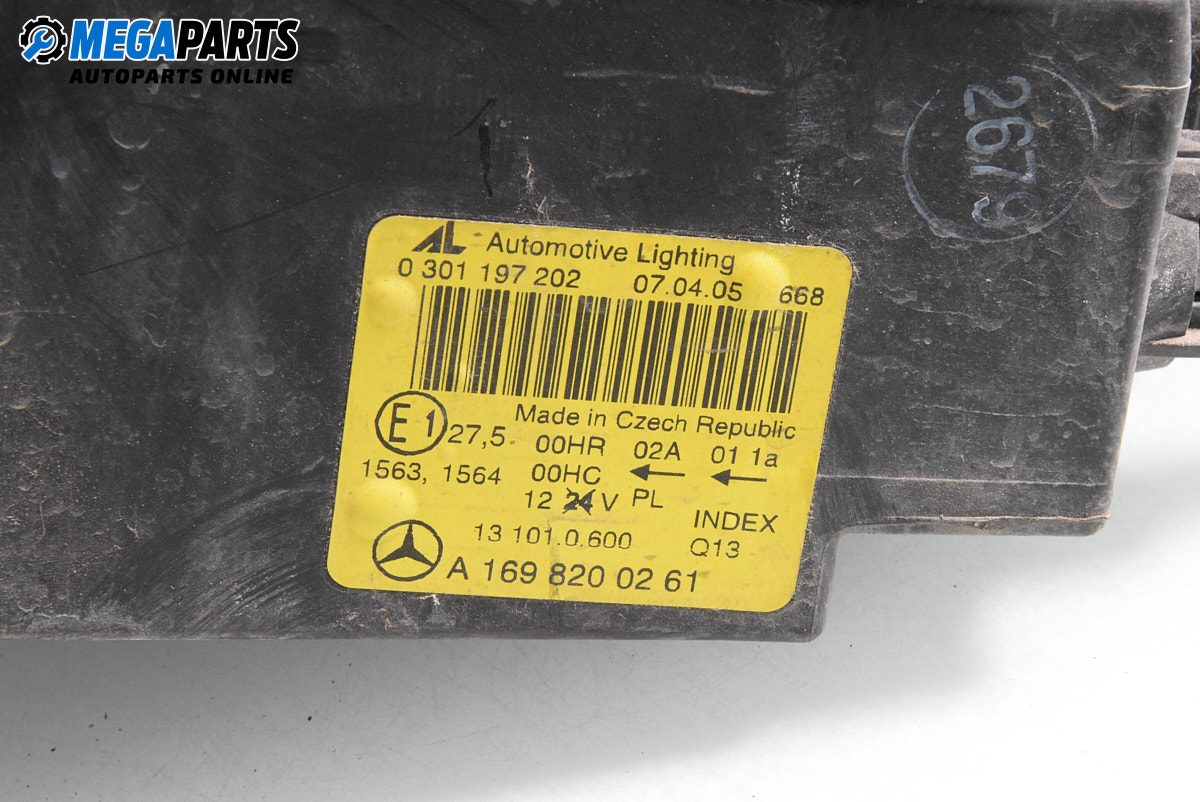 MEGAPARTS
AUTOPARTS ONLINE
2679
AL Automotive Lighting
0 301 197 202 07.04.05 668
Made in Czech Republic
E1 27,5 00HR 02A 01 1a
1563, 1564 00HC ← ←
12 24 V PL
13 101.0.600 INDEX
Q13
A 169 820 02 61